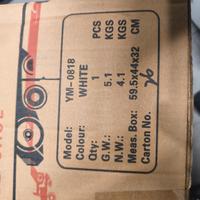 Model: YM-0818
Colour: WHITE
Qty: 1 PCS
G.W.: 5.1 KGS
N.W.: 4.1 KGS
Meas. Box: 59.5x44x32 CM
Carton No. 26